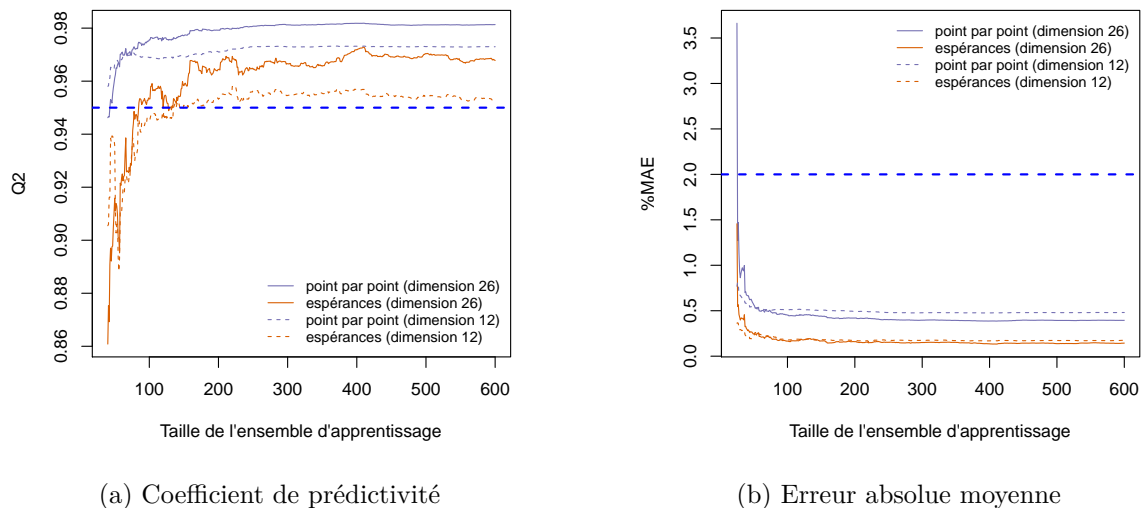 0.86 0.88 0.90 0.92 0.94 0.96 0.98
Q2
point par point (dimension 26)
espérances (dimension 26)
point par point (dimension 12)
espérances (dimension 12)
100 200 300 400 500 600
Taille de l'ensemble d'apprentissage
(a) Coefficient de prédictivité
0.0 0.5 1.0 1.5 2.0 2.5 3.0 3.5
%MAE
point par point (dimension 26)
espérances (dimension 26)
point par point (dimension 12)
espérances (dimension 12)
100 200 300 400 500 600
Taille de l'ensemble d'apprentissage
(b) Erreur absolue moyenne